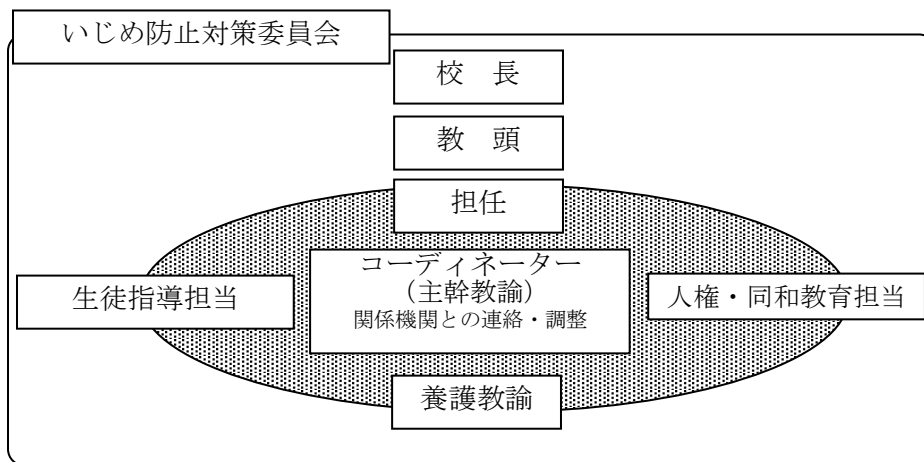 いじめ防止対策委員会
校　長
教　頭
担任
コーディネーター
（主幹教諭）
関係機関との連絡・調整
生徒指導担当
人権・同和教育担当
養護教諭